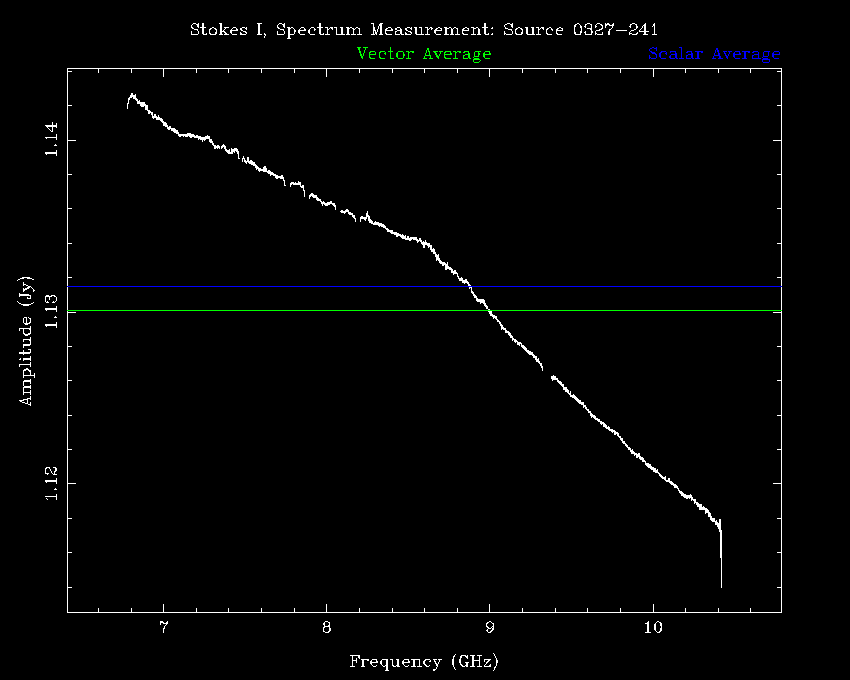 Stokes I, Spectrum Measurement: Source 0327−241
Vector Average Scalar Average
1.14
1.13
1.12
Amplitude (Jy)
7 8 9 10
Frequency (GHz)